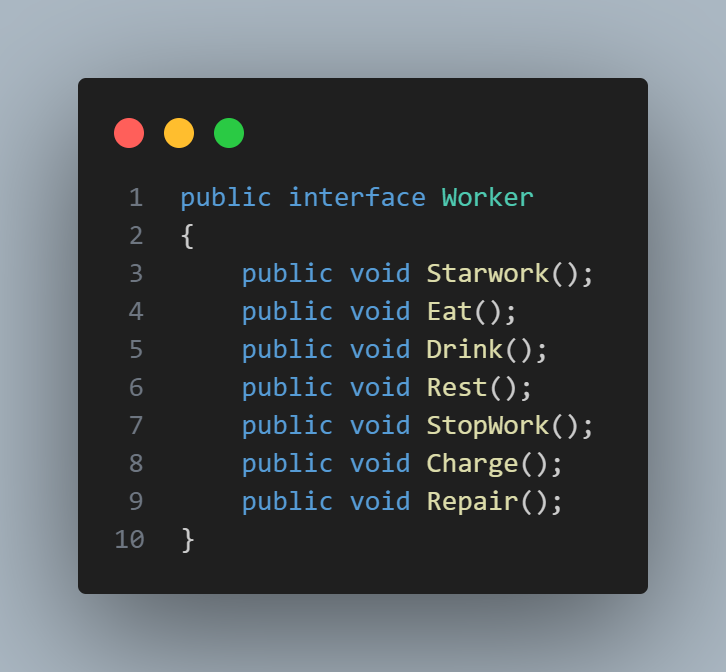 1 public interface Worker
2 {
3 public void Starwork();
4 public void Eat();
5 public void Drink();
6 public void Rest();
7 public void StopWork();
8 public void Charge();
9 public void Repair();
10 }